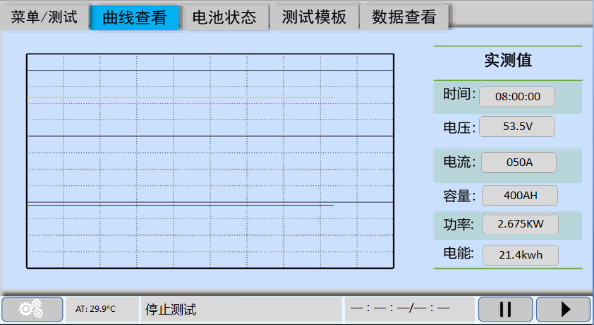 菜单/测试 曲线查看 电池状态 测试模板 数据查看
实测值
时间: 08:00:00
电压: 53.5V
电流: 050A
容量: 400AH
功率: 2.675KW
电能: 21.4kwh
AT: 29.9°C 停止测试 —:—:—/—:—